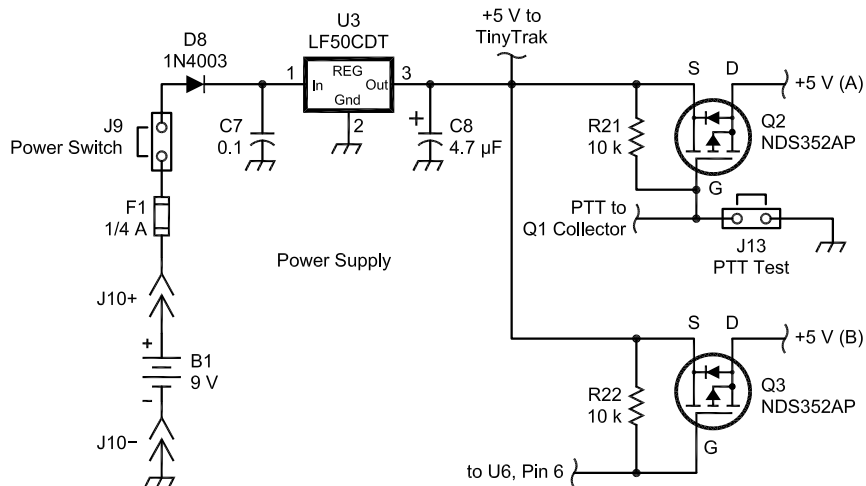 +5 V to
TinyTrak
U3
LF50CDT
D8
1N4003
1
In
REG
Out
3
Gnd
2
S
D
+5 V (A)
J9
Power Switch
C7
0.1
+
C8
4.7 µF
R21
10 k
Q2
NDS352AP
G
F1
1/4 A
PTT to
Q1 Collector
J13
PTT Test
Power Supply
J10+
S
D
+5 V (B)
+
B1
9 V
−
R22
10 k
Q3
NDS352AP
G
J10−
to U6, Pin 6